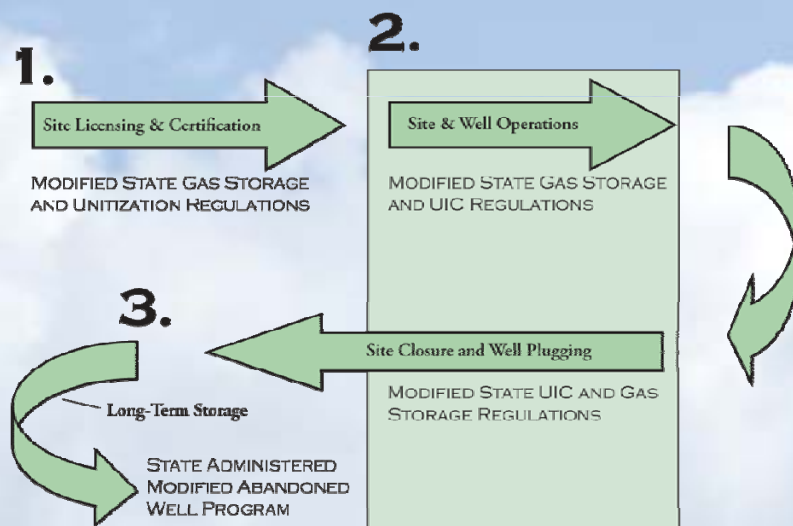 1.
Site Licensing & Certification
MODIFIED STATE GAS STORAGE
AND UNITIZATION REGULATIONS
2.
Site & Well Operations
MODIFIED STATE GAS STORAGE
AND UIC REGULATIONS
Site Closure and Well Plugging
MODIFIED STATE UIC AND GAS
STORAGE REGULATIONS
3.
Long-Term Storage
STATE ADMINISTERED
MODIFIED ABANDONED
WELL PROGRAM